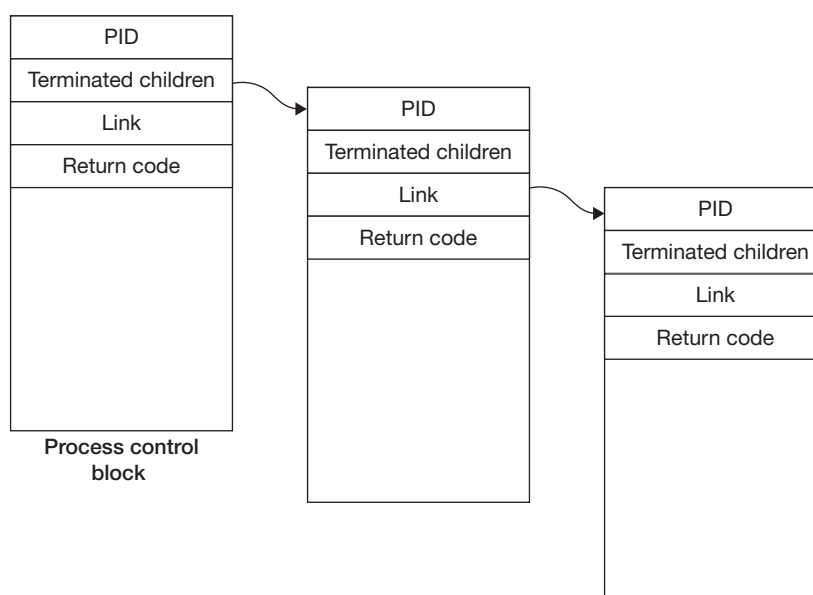 PID
Terminated children
Link
Return code
Process control
block
PID
Terminated children
Link
Return code
PID
Terminated children
Link
Return code